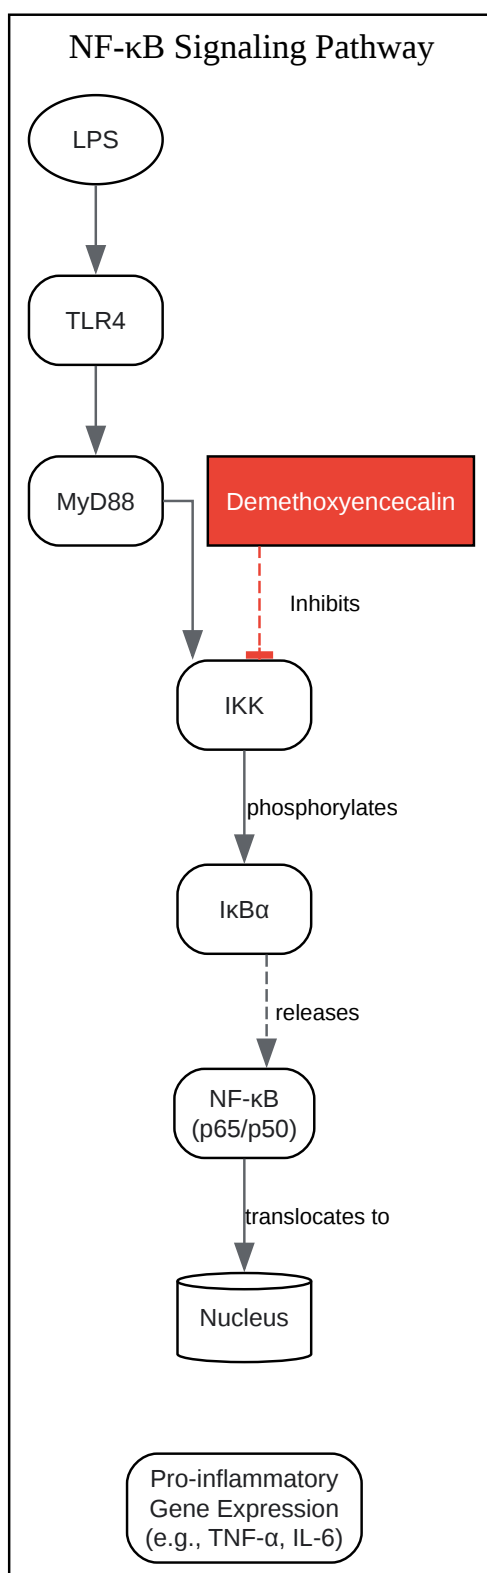 NF-κB Signaling Pathway
LPS
TLR4
MyD88
Demethoxyencecalin
Inhibits
IKK
phosphorylates
IκBα
releases
NF-κB
(p65/p50)
translocates to
Nucleus
Pro-inflammatory
Gene Expression
(e.g., TNF-α, IL-6)